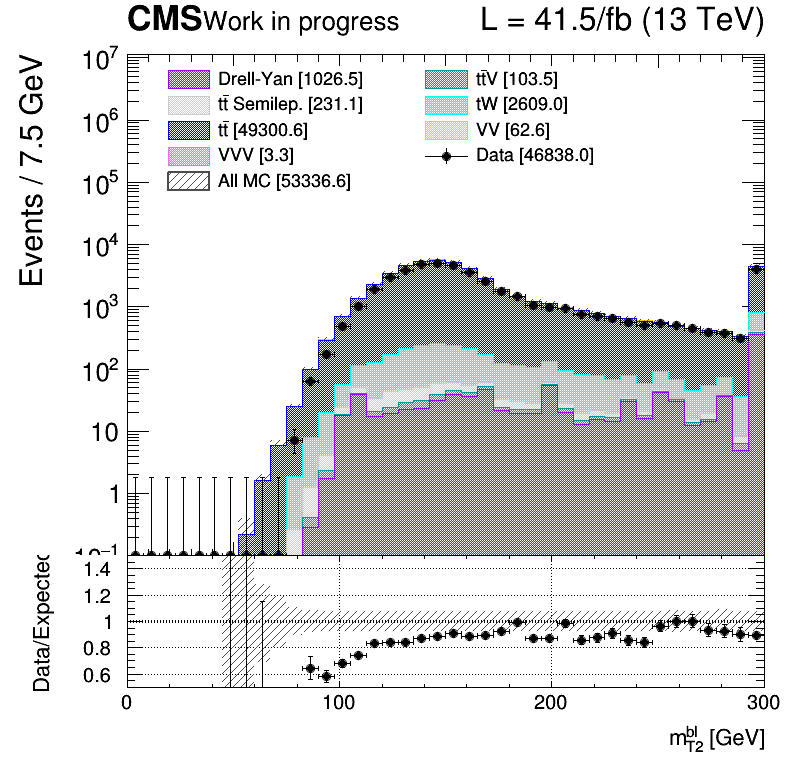 CMS Work in progress L = 41.5/fb (13 TeV)
Events / 7.5 GeV
10⁷
10⁶
10⁵
10⁴
10³
10²
10
1
10⁻¹
Drell-Yan [1026.5]
tt̄ Semilep. [231.1]
tt̄ [49300.6]
VVV [3.3]
All MC [53336.6]
tt̄V [103.5]
tW [2609.0]
VV [62.6]
Data [46838.0]
Data/Expected
1.4
1.2
1
0.8
0.6
0 100 200 300
m_{T2}^{bl} [GeV]